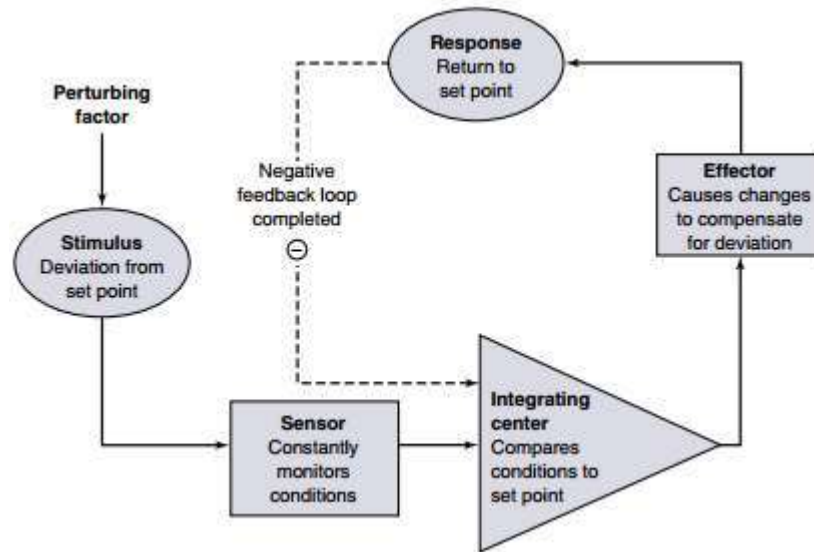 Perturbing
factor
Stimulus
Deviation from
set point
Sensor
Constantly
monitors
conditions
Integrating
center
Compares
conditions to
set point
Effector
Causes changes
to compensate
for deviation
Response
Return to
set point
Negative
feedback loop
completed
−